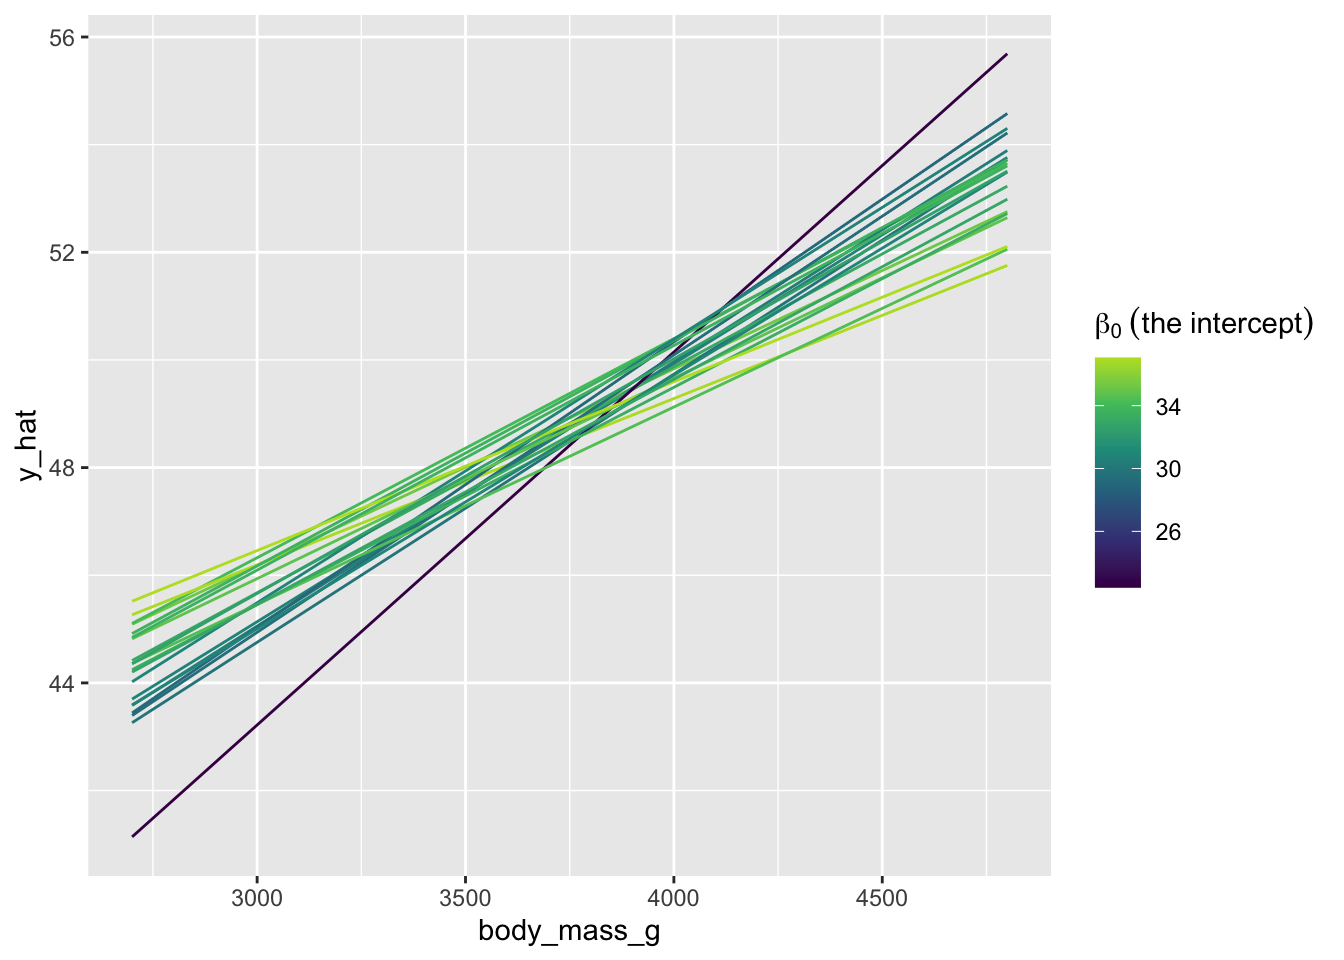 56
52
48
44
y_hat
3000 3500 4000 4500
body_mass_g
β₀ (the intercept)
34
30
26